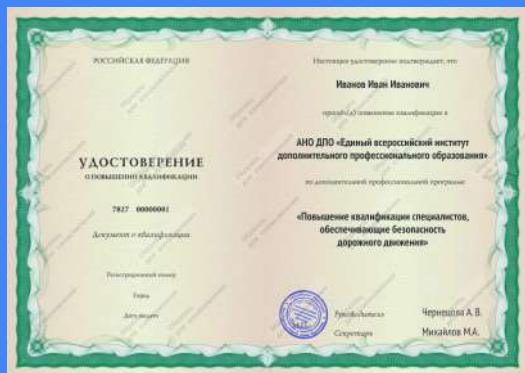 РОССИЙСКАЯ ФЕДЕРАЦИЯ
УДОСТОВЕРЕНИЕ
О ПОВЫШЕНИИ КВАЛИФИКАЦИИ
7827 00000001
Документ о квалификации
Регистрационный номер
Город
Дата выдачи
Настоящее удостоверение подтверждает, что
Иванов Иван Иванович
прошёл(а) повышение квалификации в
АНО ДПО «Единый всероссийский институт
дополнительного профессионального образования»
по дополнительной профессиональной программе
«Повышение квалификации специалистов,
обеспечивающие безопасность
дорожного движения»
Руководитель Чернецова А. В.
Секретарь Михайлов М.А.